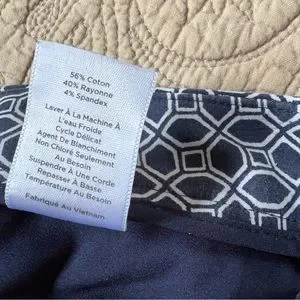 56% Coton
40% Rayonne
4% Spandex
Laver À La Machine À
L'eau Froide
Cycle Délicat
Agent De Blanchiment
Non Chloré Seulement
Au Besoin
Suspendre À Une Corde
Repasser À Basse
Température Au Besoin
Fabriqué Au Vietnam